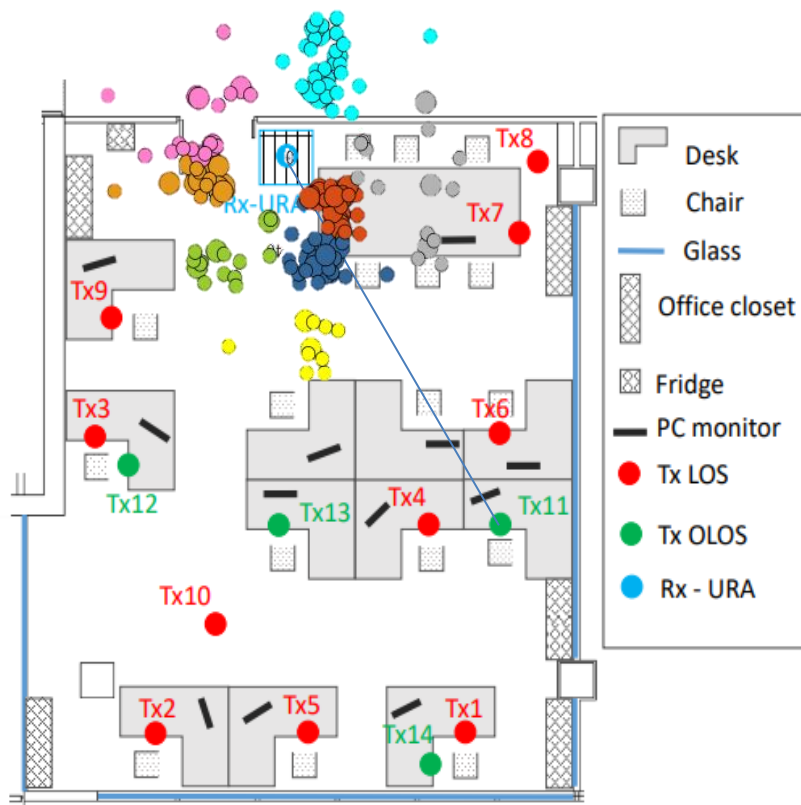 Tx8
Rx-URA
Tx7
Tx9
Tx3
Tx6
Tx12
Tx13
Tx4
Tx11
Tx10
Tx2
Tx5
Tx14
Tx1
Desk
Chair
Glass
Office closet
Fridge
PC monitor
Tx LOS
Tx OLOS
Rx - URA